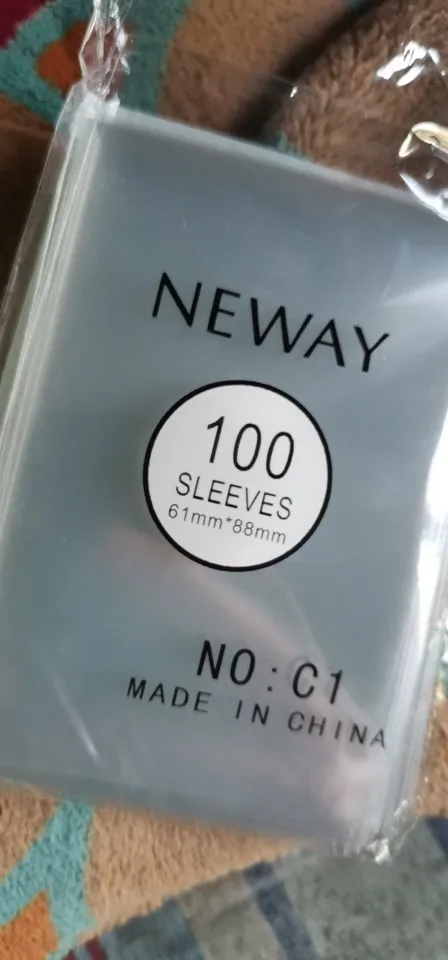 NEWAY
100
SLEEVES
61mm*88mm
NO:C1
MADE IN CHINA